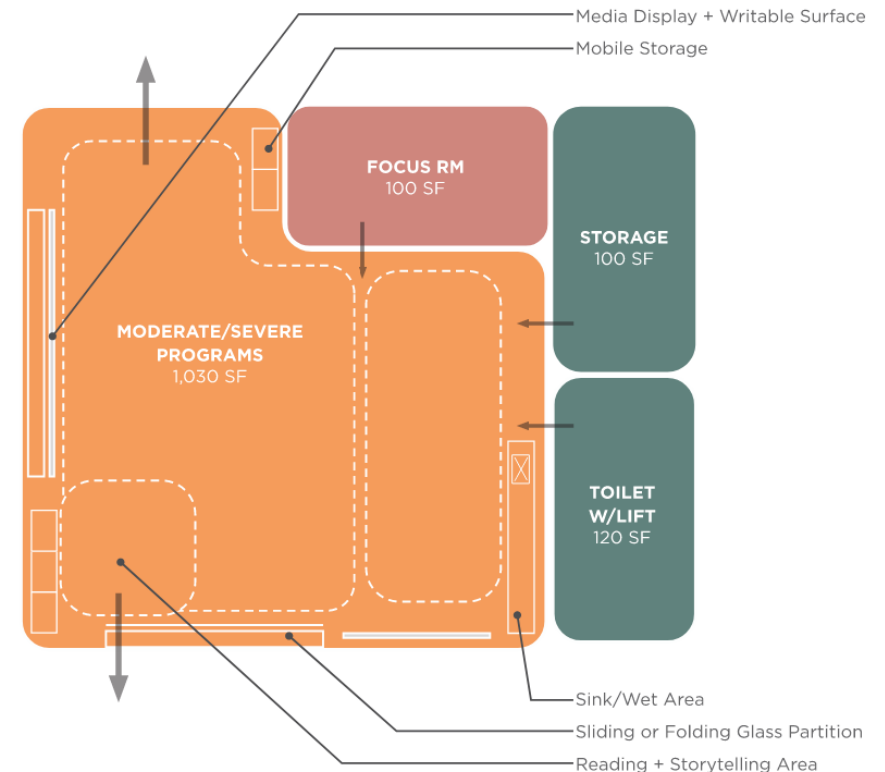 Media Display + Writable Surface
Mobile Storage
FOCUS RM
100 SF
STORAGE
100 SF
MODERATE/SEVERE
PROGRAMS
1,030 SF
TOILET
W/LIFT
120 SF
Sink/Wet Area
Sliding or Folding Glass Partition
Reading + Storytelling Area